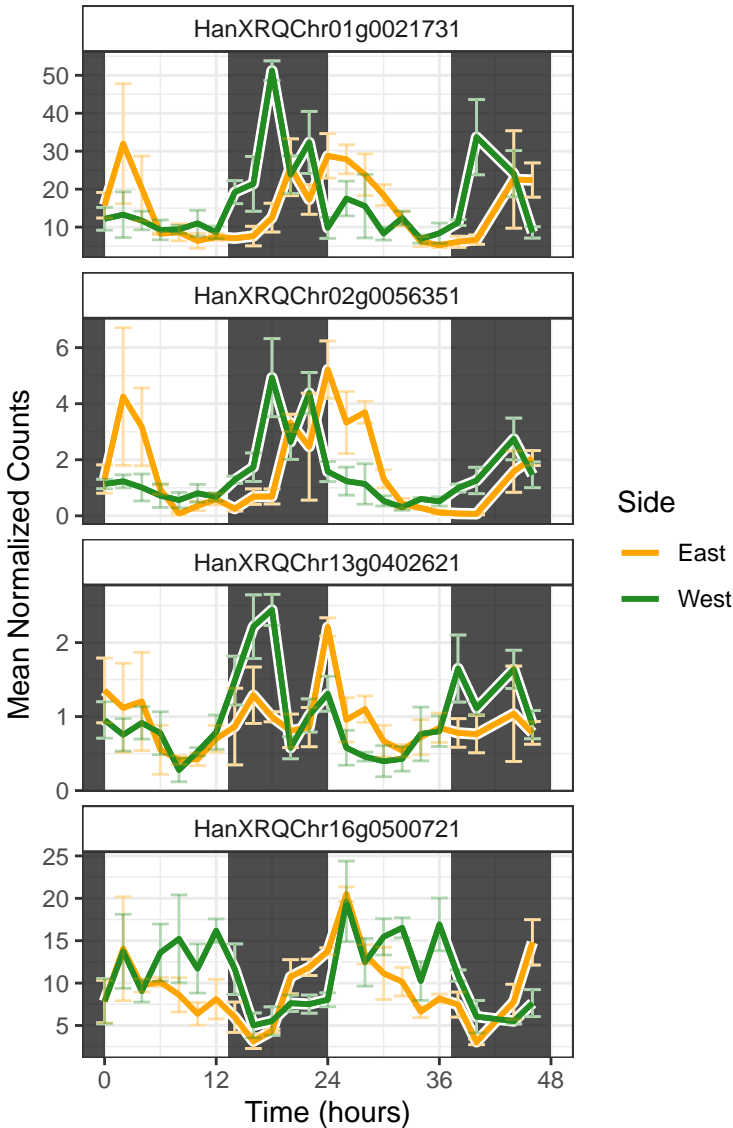 HanXRQChr01g0021731
50
40
30
20
10
HanXRQChr02g0056351
6
4
2
0
HanXRQChr13g0402621
2
1
0
HanXRQChr16g0500721
25
20
15
10
5
0 12 24 36 48
Time (hours)
Mean Normalized Counts
Side
East
West